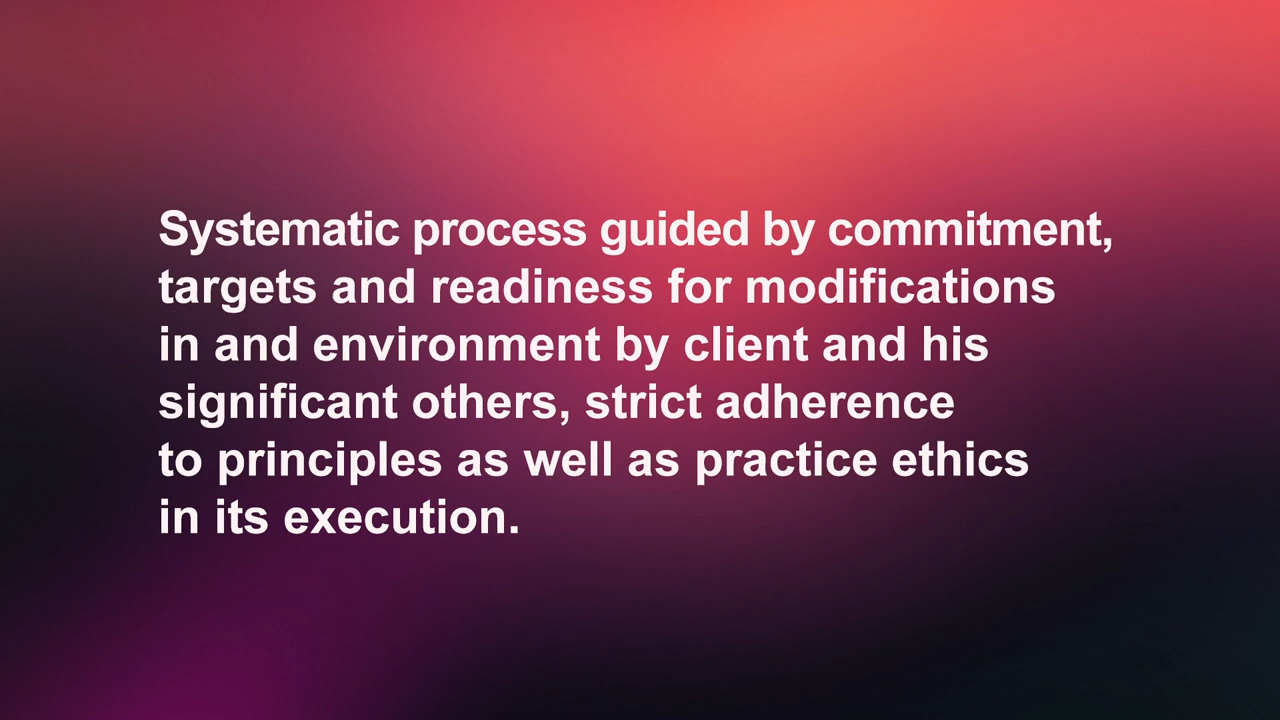 Systematic process guided by commitment,
targets and readiness for modifications
in and environment by client and his
significant others, strict adherence
to principles as well as practice ethics
in its execution.